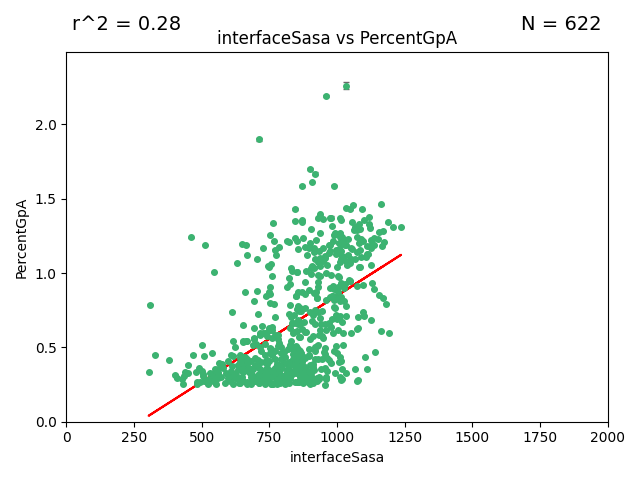 r^2 = 0.28
N = 622
interfaceSasa vs PercentGpA
PercentGpA
2.0
1.5
1.0
0.5
0.0
0 250 500 750 1000 1250 1500 1750 2000
interfaceSasa